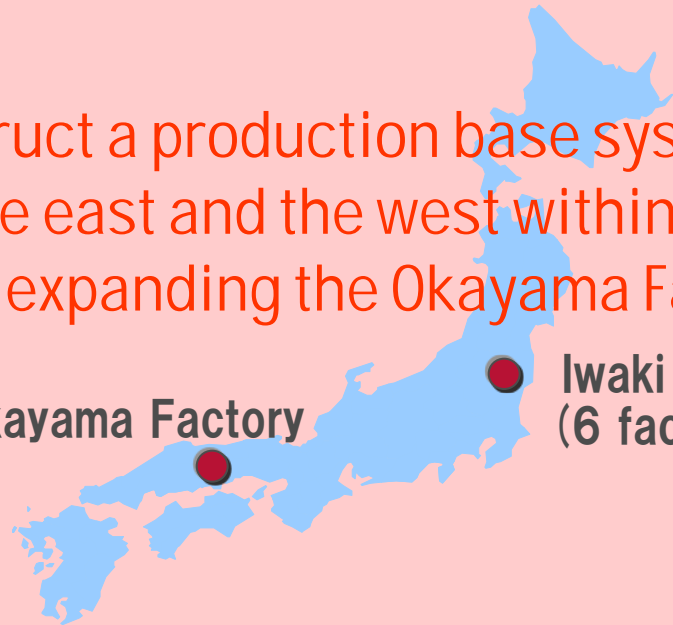 ruct a production base sys
e east and the west within
expanding the Okayama Fa
Iwaki
(6 fac
kayama Factory